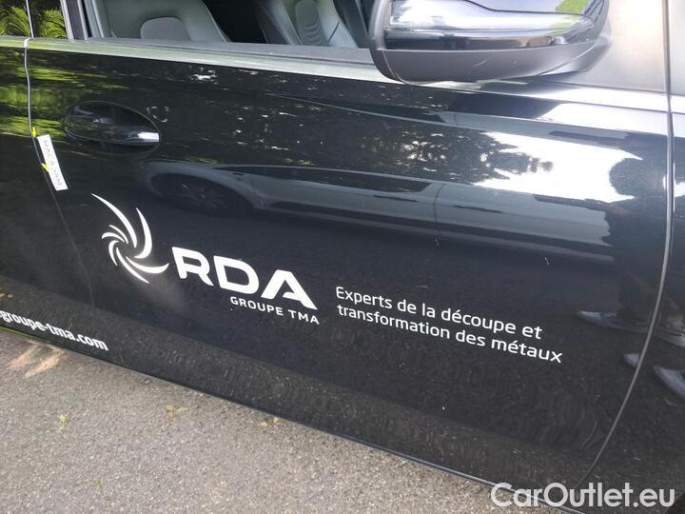 RDA
GROUPE TMA
Experts de la découpe et
transformation des métaux
groupe-tma.com
CarOutlet.eu